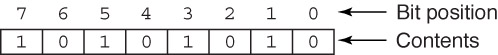 7 6 5 4 3 2 1 0 Bit position
1 0 1 0 1 0 1 0 Contents